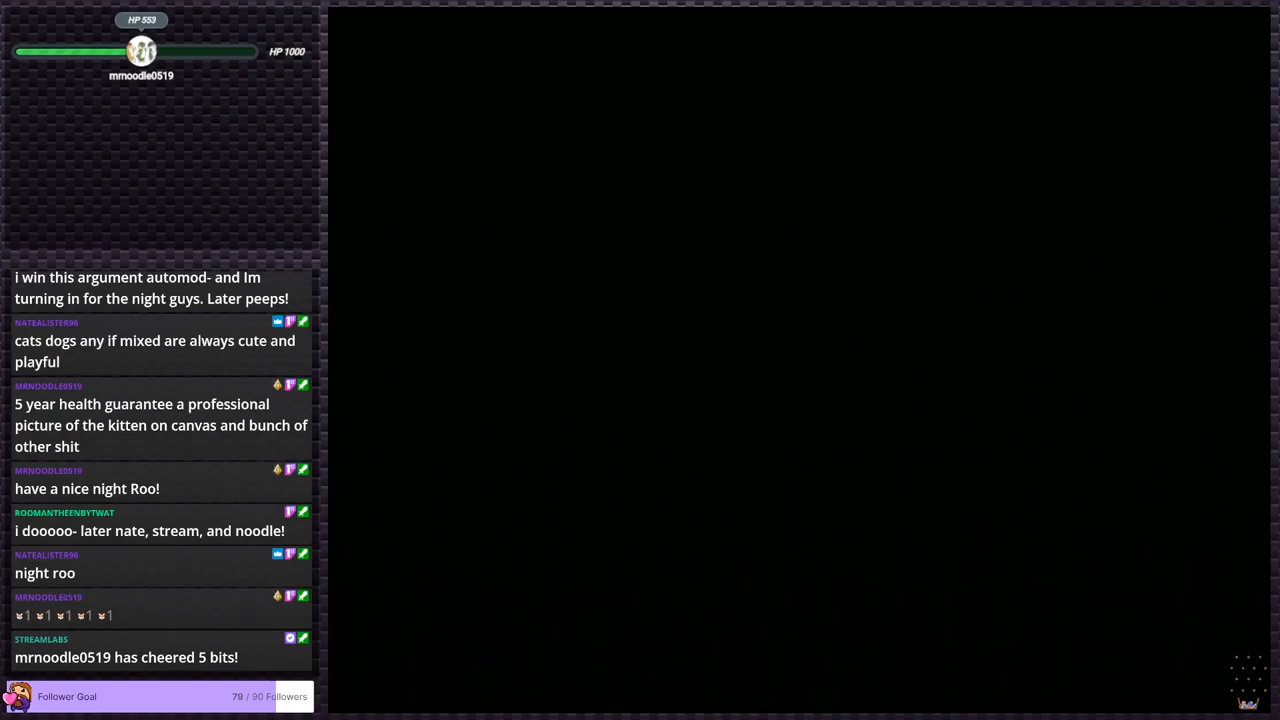 HP 553
HP 1000
mrnoodle0519
i win this argument automod- and Im
turning in for the night guys. Later peeps!
NATEALISTER96
cats dogs any if mixed are always cute and
playful
MRNOODLE0519
5 year health guarantee a professional
picture of the kitten on canvas and bunch of
other shit
MRNOODLE0519
have a nice night Roo!
ROOMANTHEENBYTWAT
i dooooo- later nate, stream, and noodle!
NATEALISTER96
night roo
MRNOODLE0519
1 1 1 1 1
STREAMLABS
mrnoodle0519 has cheered 5 bits!
Follower Goal 79 / 90 Followers